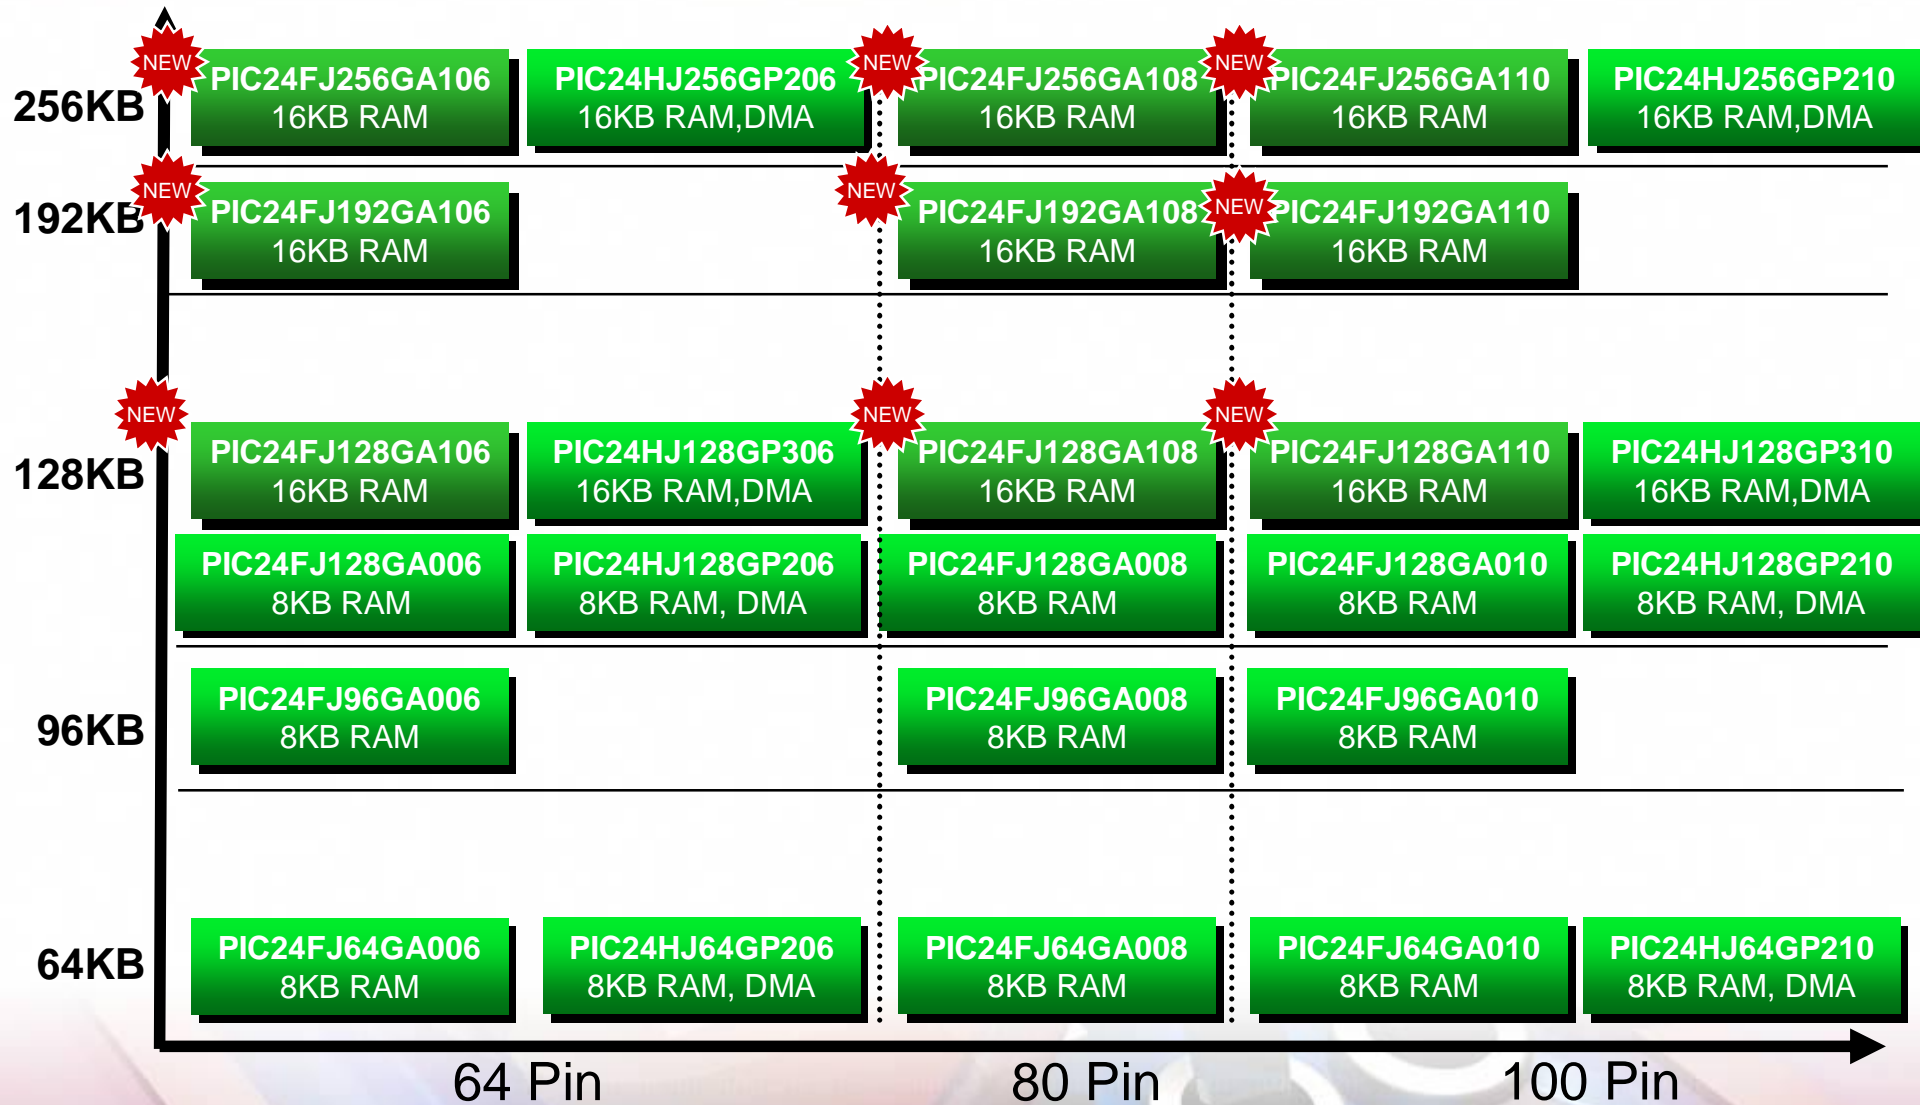 NEW
NEW
NEW
256KB
PIC24FJ256GA106
16KB RAM
PIC24HJ256GP206
16KB RAM,DMA
PIC24FJ256GA108
16KB RAM
PIC24FJ256GA110
16KB RAM
PIC24HJ256GP210
16KB RAM,DMA
NEW
NEW
NEW
192KB
PIC24FJ192GA106
16KB RAM
PIC24FJ192GA108
16KB RAM
PIC24FJ192GA110
16KB RAM
NEW
NEW
NEW
128KB
PIC24FJ128GA106
16KB RAM
PIC24HJ128GP306
16KB RAM,DMA
PIC24FJ128GA108
16KB RAM
PIC24FJ128GA110
16KB RAM
PIC24HJ128GP310
16KB RAM,DMA
PIC24FJ128GA006
8KB RAM
PIC24HJ128GP206
8KB RAM, DMA
PIC24FJ128GA008
8KB RAM
PIC24FJ128GA010
8KB RAM
PIC24HJ128GP210
8KB RAM, DMA
96KB
PIC24FJ96GA006
8KB RAM
PIC24FJ96GA008
8KB RAM
PIC24FJ96GA010
8KB RAM
64KB
PIC24FJ64GA006
8KB RAM
PIC24HJ64GP206
8KB RAM, DMA
PIC24FJ64GA008
8KB RAM
PIC24FJ64GA010
8KB RAM
PIC24HJ64GP210
8KB RAM, DMA
64 Pin
80 Pin
100 Pin